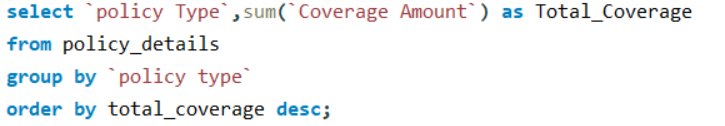 select `policy Type`,sum(`Coverage Amount`) as Total_Coverage
from policy_details
group by `policy type`
order by total_coverage desc;